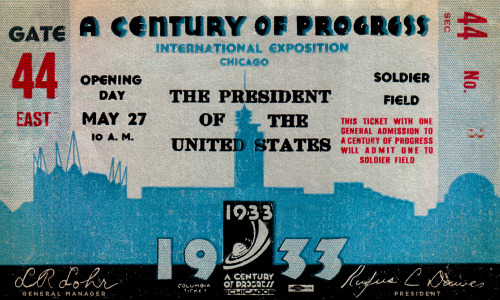 GATE
44
EAST
A CENTURY OF PROGRESS
INTERNATIONAL EXPOSITION
CHICAGO
OPENING
DAY
MAY 27
10 A.M.
THE PRESIDENT
OF THE
UNITED STATES
SOLDIER
FIELD
THIS TICKET WITH ONE
GENERAL ADMISSION TO
A CENTURY OF PROGRESS
WILL ADMIT ONE TO
SOLDIER FIELD
44
SEC
No.
3
1933
1933
A CENTURY
OF PROGRESS
CHICAGO
COLUMBIA
TICKET
L R Lohr
GENERAL MANAGER
Rufus C Dawes
PRESIDENT